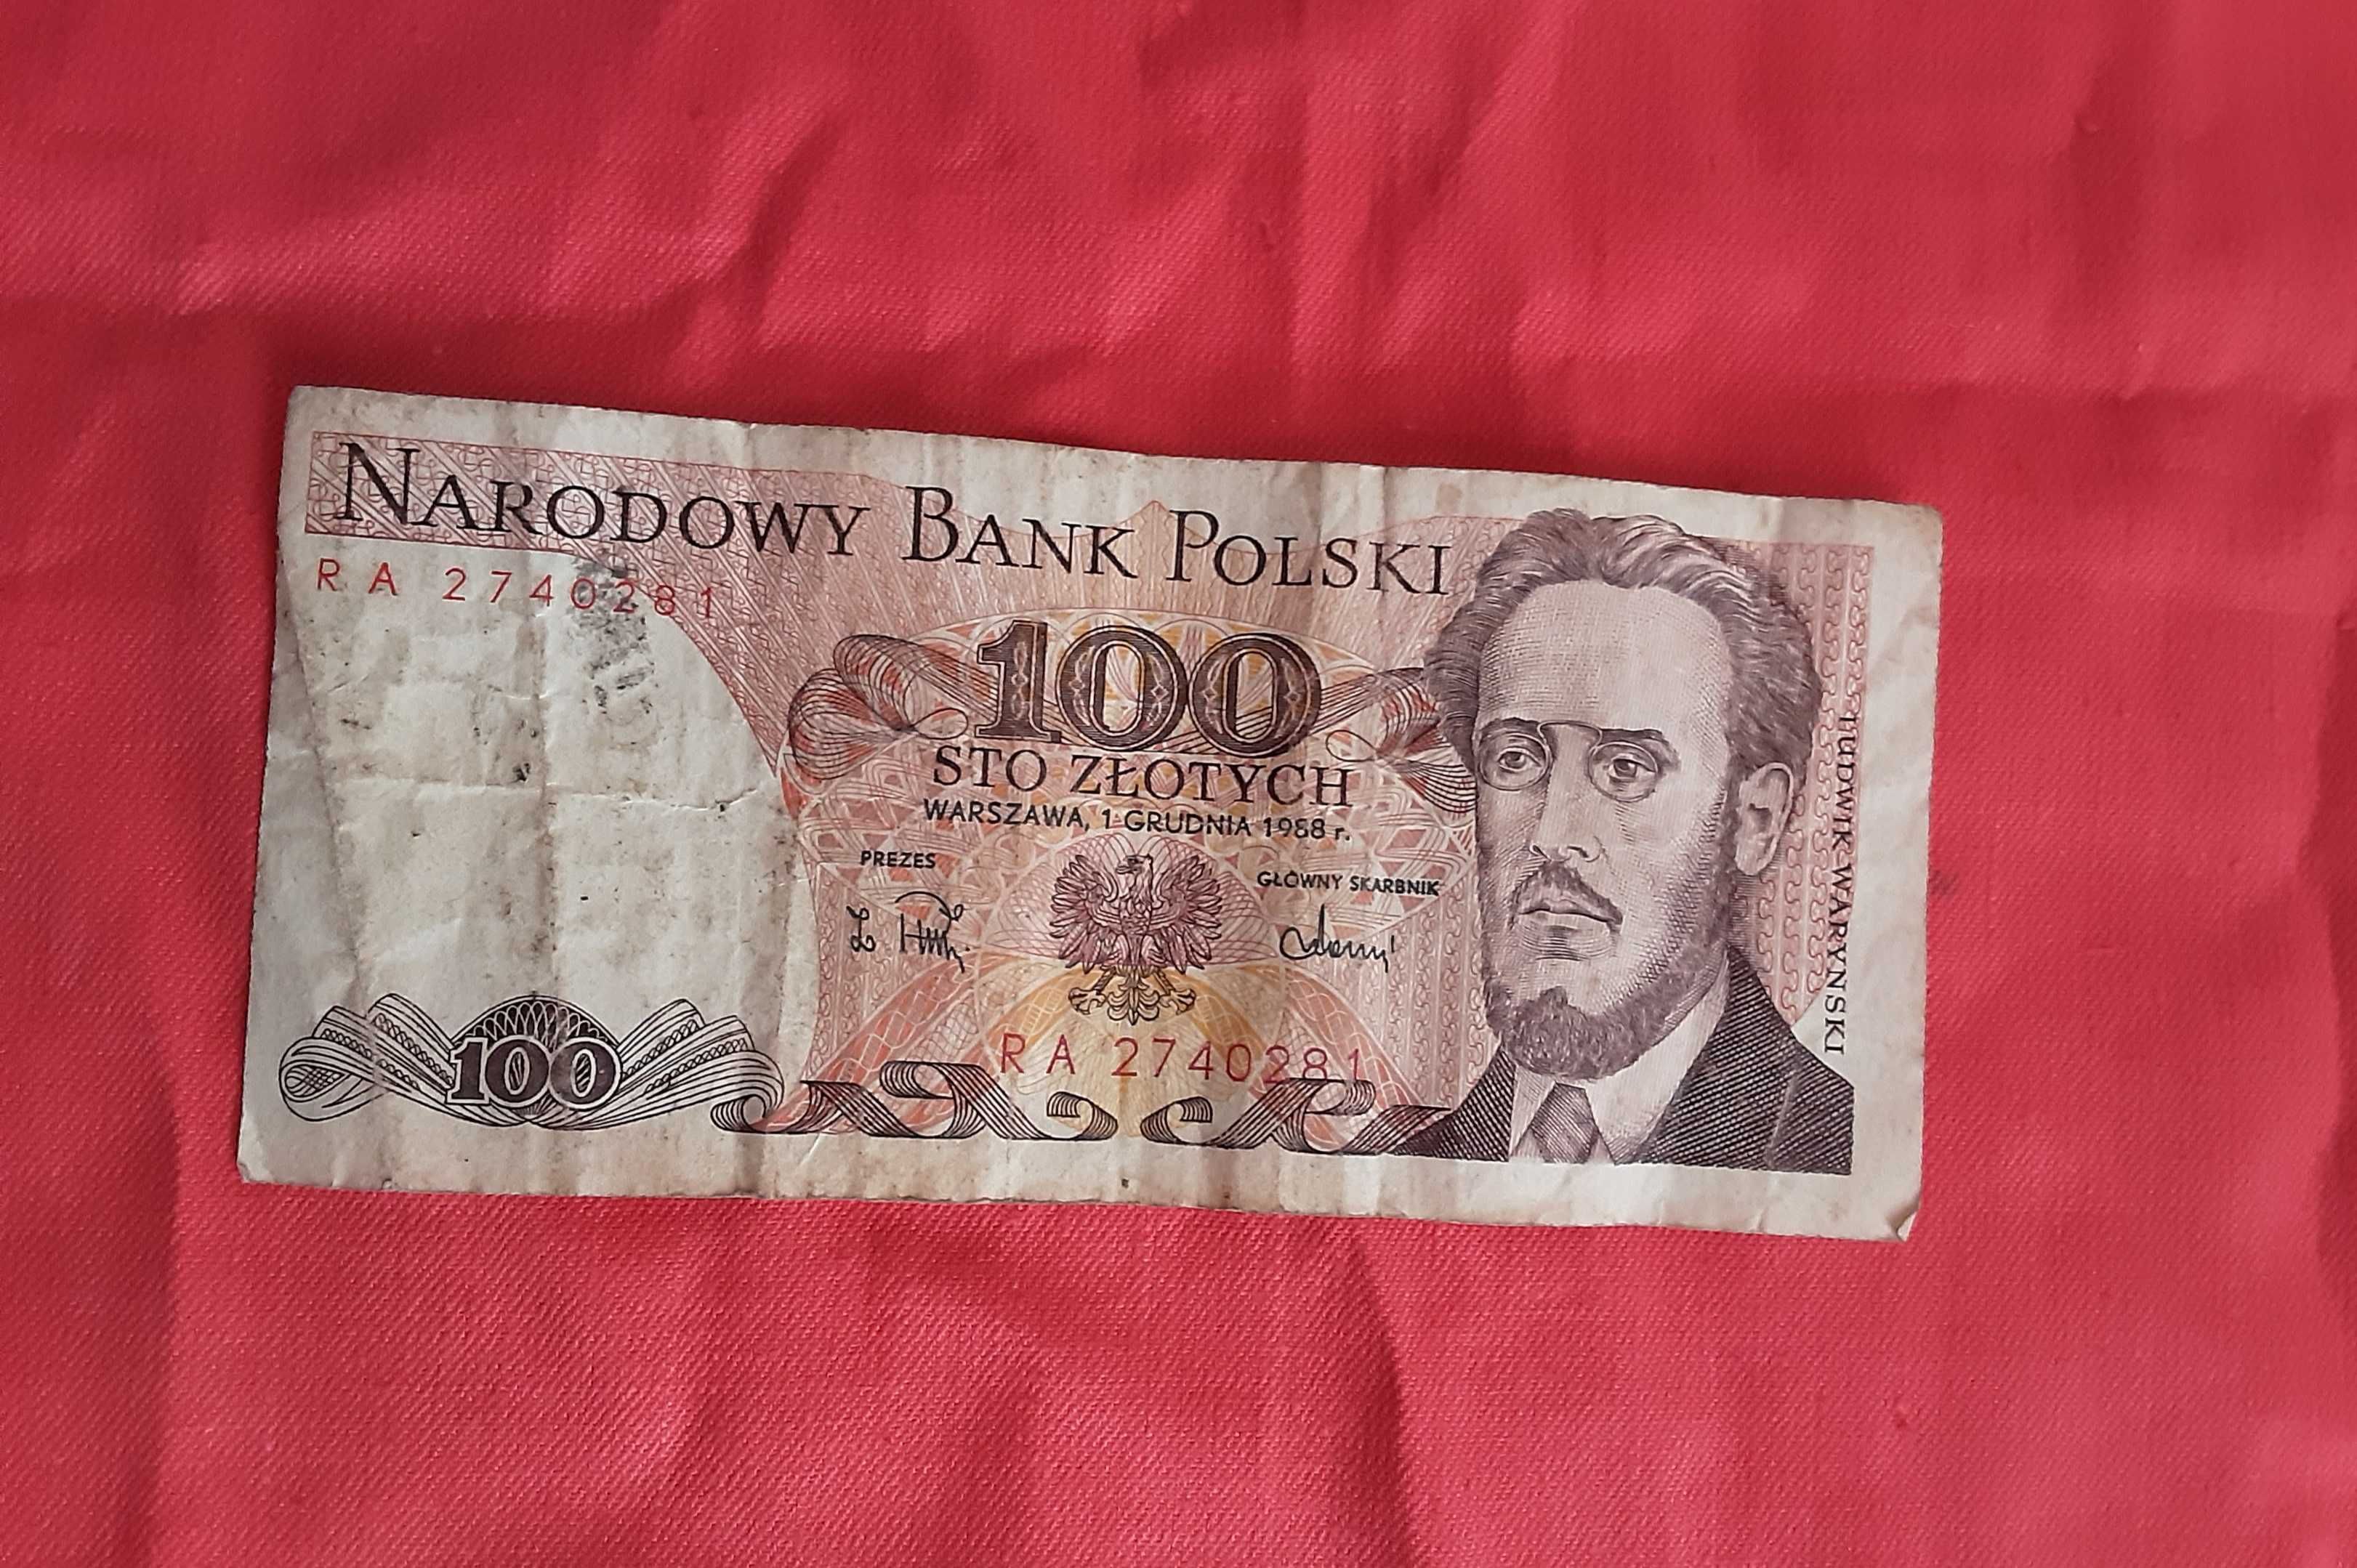 NARODOWY BANK POLSKI
RA 2740281
100
STO ZŁOTYCH
WARSZAWA, 1 GRUDNIA 1988 r.
PREZES
GŁÓWNY SKARBNIK
LUDWIK WARYŃSKI
RA 2740281
100